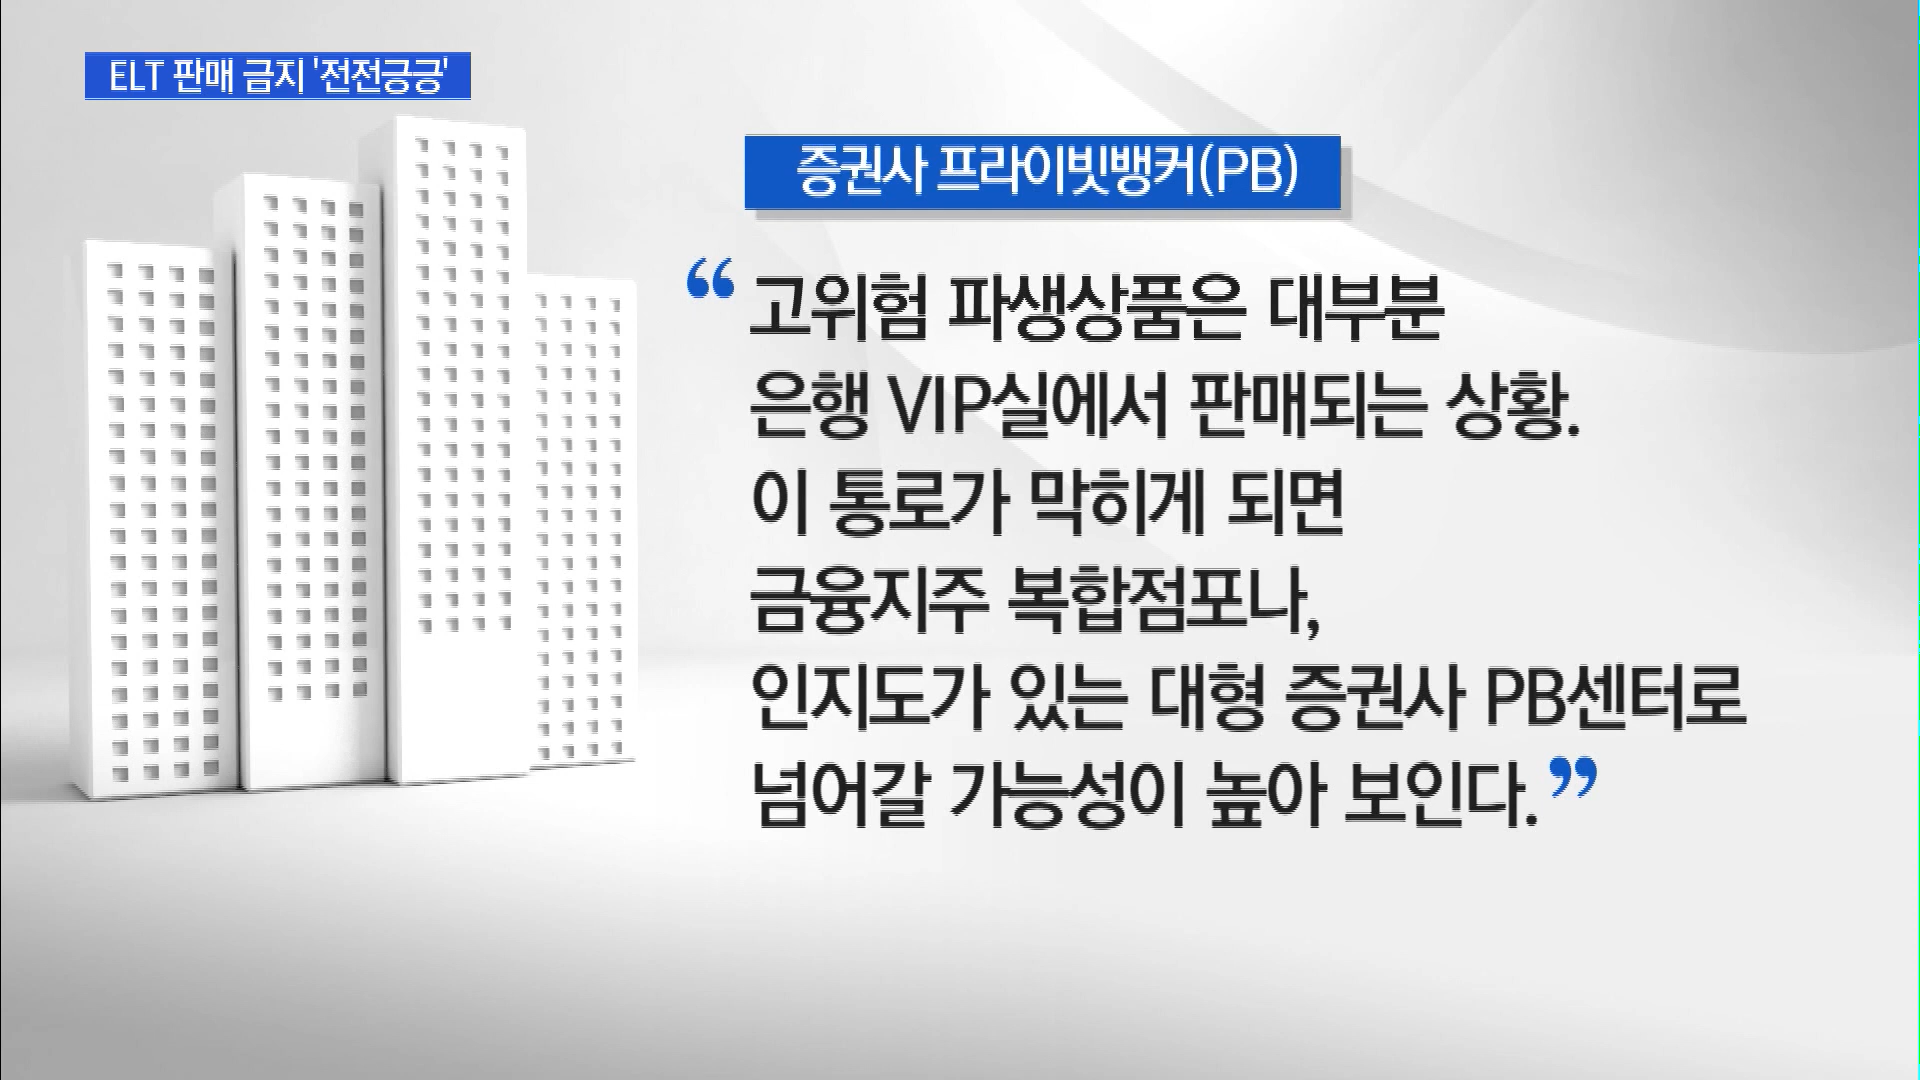 ELT 판매 금지 '전전긍긍'
증권사 프라이빗뱅커(PB)
“고위험 파생상품은 대부분
은행 VIP실에서 판매되는 상황.
이 통로가 막히게 되면
금융지주 복합점포나,
인지도가 있는 대형 증권사 PB센터로
넘어갈 가능성이 높아 보인다.”